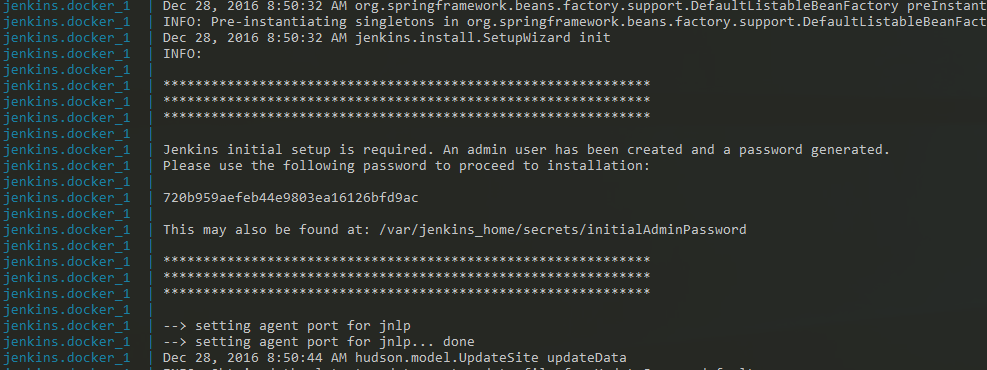 jenkins.docker_1 | Dec 28, 2016 8:50:32 AM org.springframework.beans.factory.support.DefaultListableBeanFactory preInstant
jenkins.docker_1 | INFO: Pre-instantiating singletons in org.springframework.beans.factory.support.DefaultListableBeanFact
jenkins.docker_1 | Dec 28, 2016 8:50:32 AM jenkins.install.SetupWizard init
jenkins.docker_1 | INFO:
jenkins.docker_1 |
jenkins.docker_1 | *************************************************************
jenkins.docker_1 | *************************************************************
jenkins.docker_1 | *************************************************************
jenkins.docker_1 |
jenkins.docker_1 | Jenkins initial setup is required. An admin user has been created and a password generated.
jenkins.docker_1 | Please use the following password to proceed to installation:
jenkins.docker_1 |
jenkins.docker_1 | 720b959aefeb44e9803ea16126bfd9ac
jenkins.docker_1 |
jenkins.docker_1 | This may also be found at: /var/jenkins_home/secrets/initialAdminPassword
jenkins.docker_1 |
jenkins.docker_1 | *************************************************************
jenkins.docker_1 | *************************************************************
jenkins.docker_1 | *************************************************************
jenkins.docker_1 |
jenkins.docker_1 | --> setting agent port for jnlp
jenkins.docker_1 | --> setting agent port for jnlp... done
jenkins.docker_1 | Dec 28, 2016 8:50:44 AM hudson.model.UpdateSite updateData